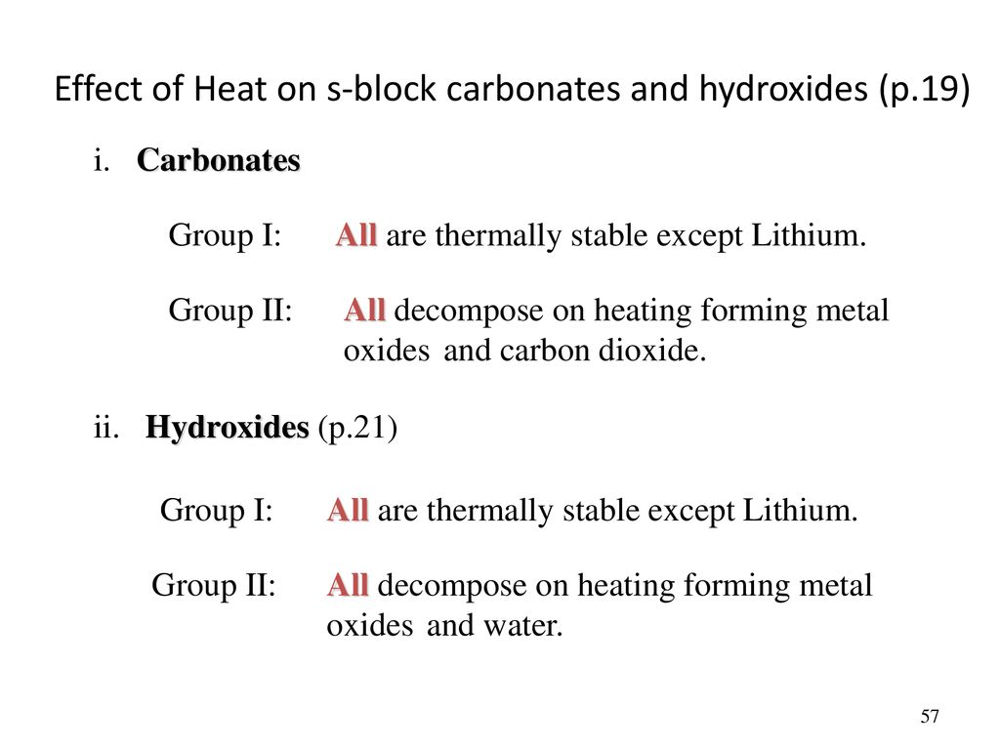 Effect of Heat on s-block carbonates and hydroxides (p.19)
i. Carbonates
Group I: All are thermally stable except Lithium.
Group II: All decompose on heating forming metal
oxides and carbon dioxide.
ii. Hydroxides (p.21)
Group I: All are thermally stable except Lithium.
Group II: All decompose on heating forming metal
oxides and water.
57